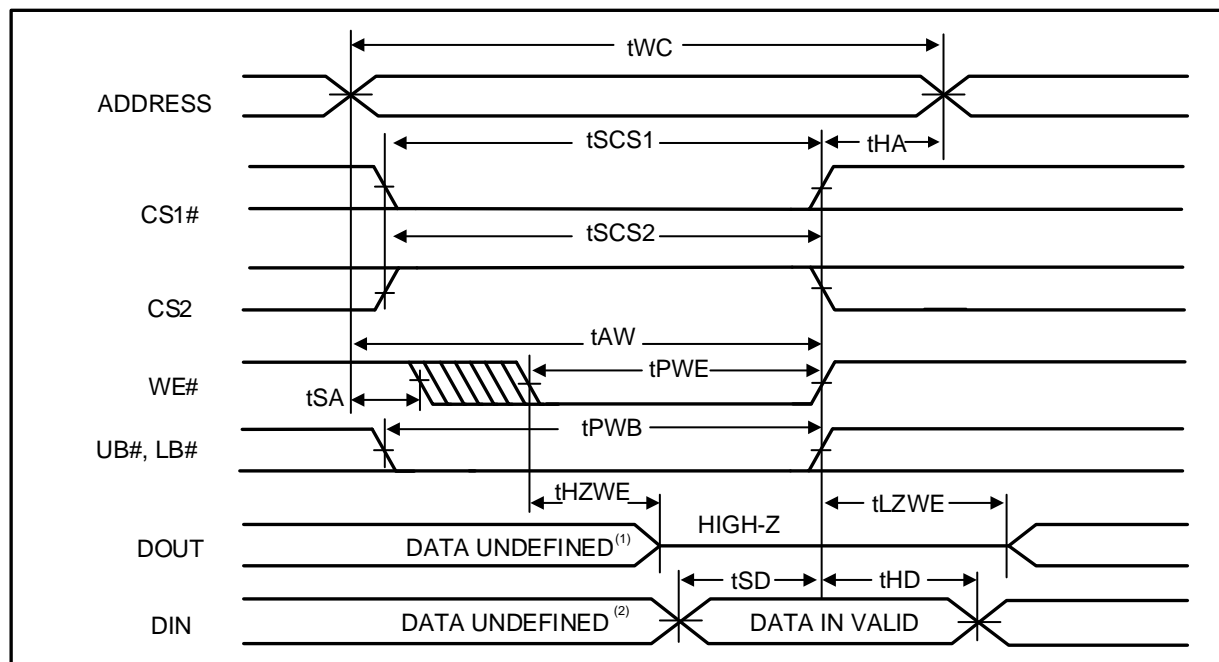 tWC
ADDRESS
tSCS1
tHA
CS1#
tSCS2
CS2
tAW
WE#
tPWE
tSA
tPWB
UB#, LB#
tHZWE
tLZWE
HIGH-Z
DOUT
DATA UNDEFINED (1)
tSD
tHD
DIN
DATA UNDEFINED (2)
DATA IN VALID